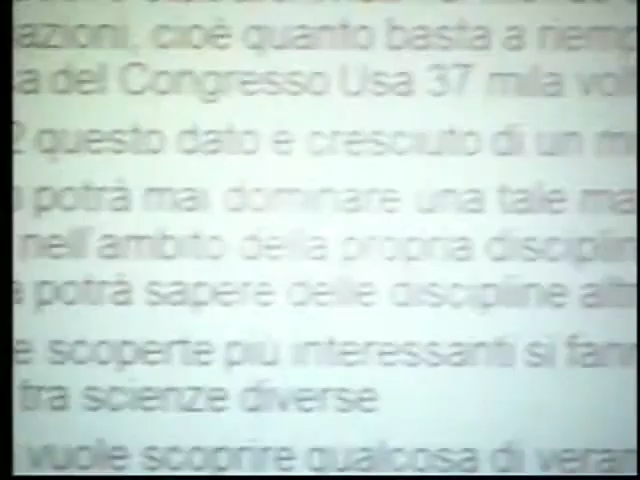 azioni, cioè quanto basta a riemp
a del Congresso Usa 37 mila vol
2 questo dato è cresciuto di un mi
potrà mai dominare una tale ma
nell'ambito della propria disciplin
potrà sapere delle discipline alt
e scoperte più interessanti si fan
tra scienze diverse
vuole scoprire qualcosa di veram